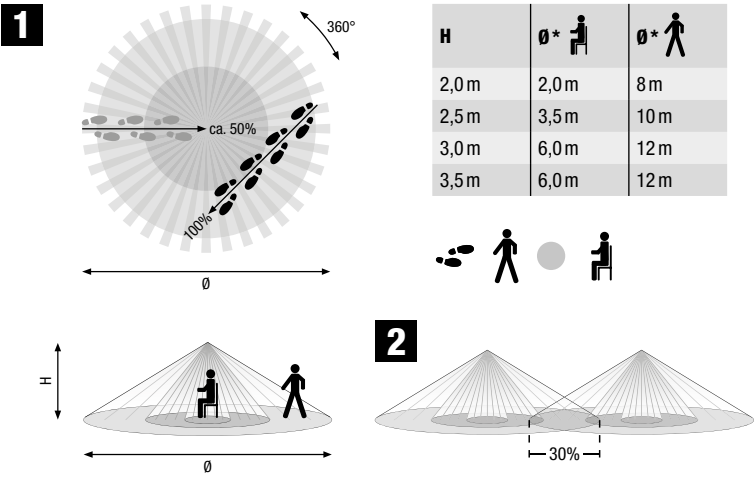 1
360°
ca. 50%
100%
Ø
H Ø* Ø*
2,0 m 2,0 m 8 m
2,5 m 3,5 m 10 m
3,0 m 6,0 m 12 m
3,5 m 6,0 m 12 m
H
Ø
2
30%